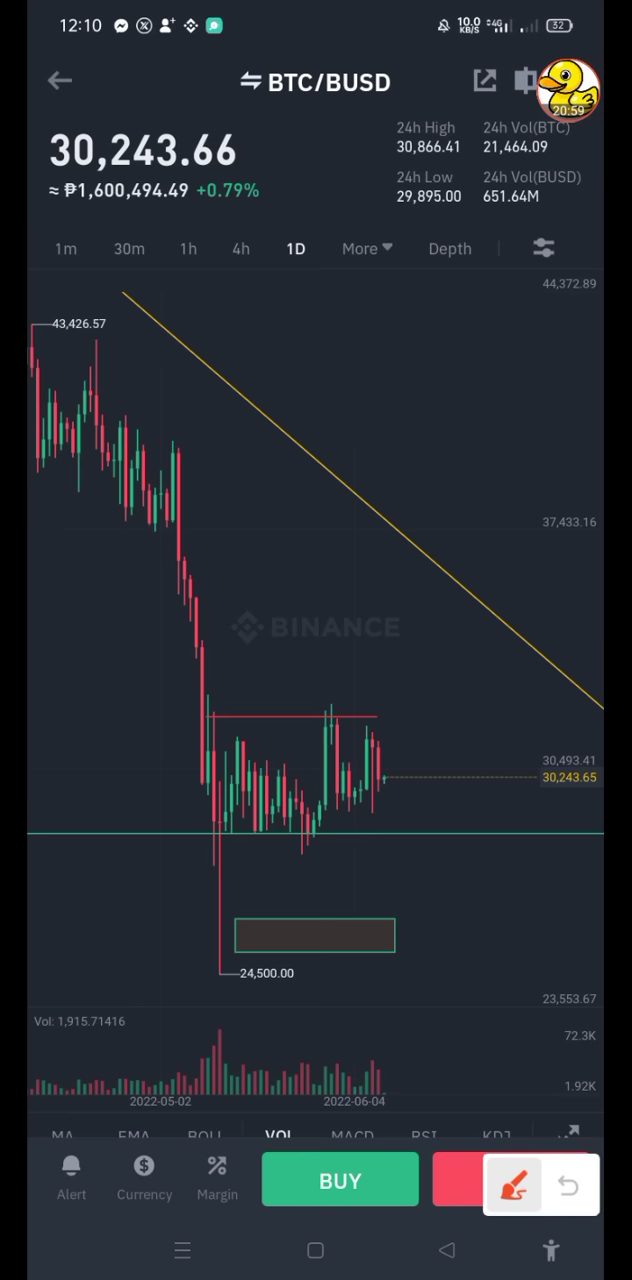 12:10
10.0 KB/S 4G 52
BTC/BUSD
20:59
30,243.66
≈ ₱1,600,494.49 +0.79%
24h High 24h Vol(BTC)
30,866.41 21,464.09
24h Low 24h Vol(BUSD)
29,895.00 651.64M
1m 30m 1h 4h 1D More Depth
44,372.89
43,426.57
37,433.16
BINANCE
30,493.41
30,243.65
24,500.00
23,553.67
Vol: 1,915.71416
72.3K
1.92K
2022-05-02 2022-06-04
MA EMA BOLL VOL MACD RSI KDJ
Alert Currency Margin BUY